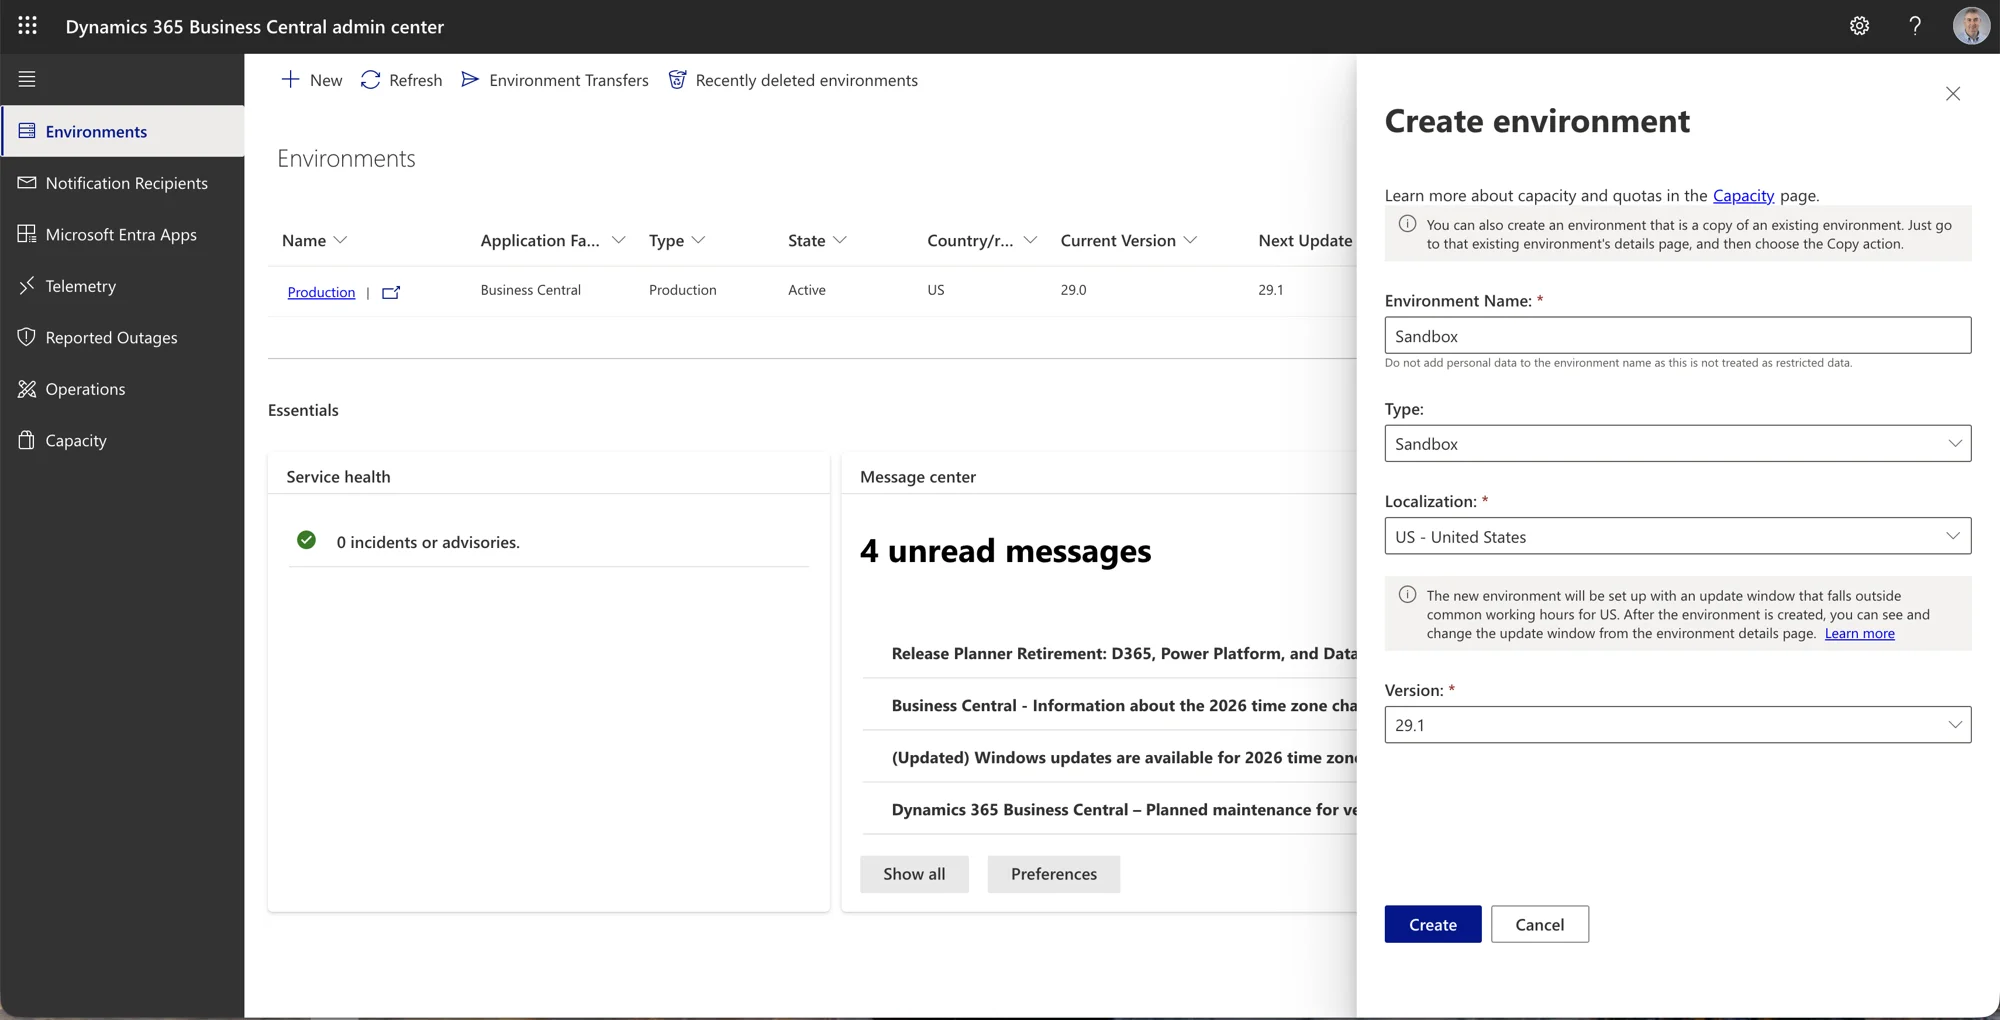 Dynamics 365 Business Central admin center
Environments
Notification Recipients
Microsoft Entra Apps
Telemetry
Reported Outages
Operations
Capacity
New
Refresh
Environment Transfers
Recently deleted environments
Environments
Name
Application Fa...
Type
State
Country/r...
Current Version
Next Update
Production |
Business Central
Production
Active
US
29.0
29.1
Essentials
Service health
0 incidents or advisories.
Message center
4 unread messages
Release Planner Retirement: D365, Power Platform, and Data
Business Central - Information about the 2026 time zone cha
(Updated) Windows updates are available for 2026 time zone
Dynamics 365 Business Central – Planned maintenance for ve
Show all
Preferences
Create environment
Learn more about capacity and quotas in the Capacity page.
You can also create an environment that is a copy of an existing environment. Just go
to that existing environment's details page, and then choose the Copy action.
Environment Name: *
Sandbox
Do not add personal data to the environment name as this is not treated as restricted data.
Type:
Sandbox
Localization: *
US - United States
The new environment will be set up with an update window that falls outside
common working hours for US. After the environment is created, you can see and
change the update window from the environment details page. Learn more
Version: *
29.1
Create
Cancel